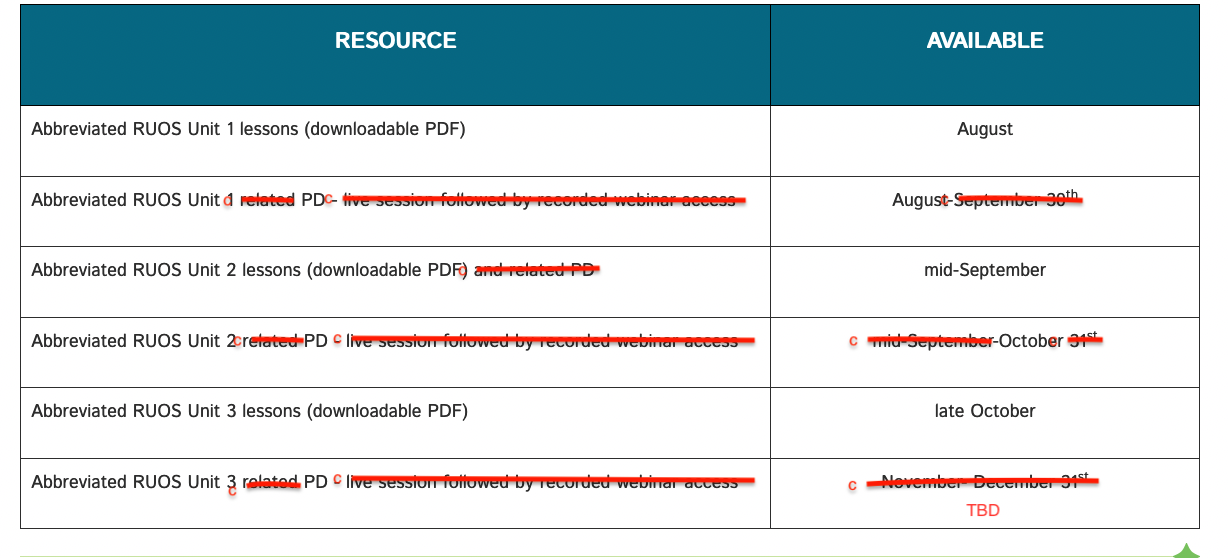 RESOURCE AVAILABLE
Abbreviated RUOS Unit 1 lessons (downloadable PDF) August
Abbreviated RUOS Unit 1 c related PD c - live session followed by recorded webinar access August c -September 30th
Abbreviated RUOS Unit 2 lessons (downloadable PDF) c and related PD mid-September
Abbreviated RUOS Unit 2 c related PD c - live session followed by recorded webinar access c mid-September-October c 31st
Abbreviated RUOS Unit 3 lessons (downloadable PDF) late October
Abbreviated RUOS Unit 3 c related PD c - live session followed by recorded webinar access c November- December 31st
TBD